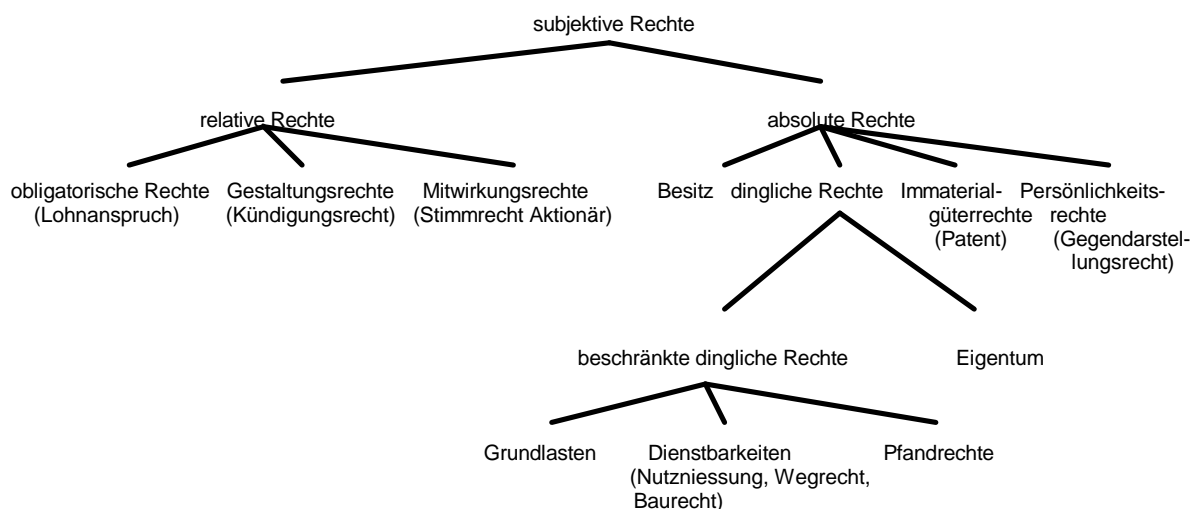 subjektive Rechte
relative Rechte
absolute Rechte
obligatorische Rechte
(Lohnanspruch)
Gestaltungsrechte
(Kündigungsrecht)
Mitwirkungsrechte
(Stimmrecht Aktionär)
Besitz
dingliche Rechte
Immaterial-
güterrechte
(Patent)
Persönlichkeits-
rechte
(Gegendarstel-
lungsrecht)
beschränkte dingliche Rechte
Eigentum
Grundlasten
Dienstbarkeiten
(Nutzniessung, Wegrecht,
Baurecht)
Pfandrechte